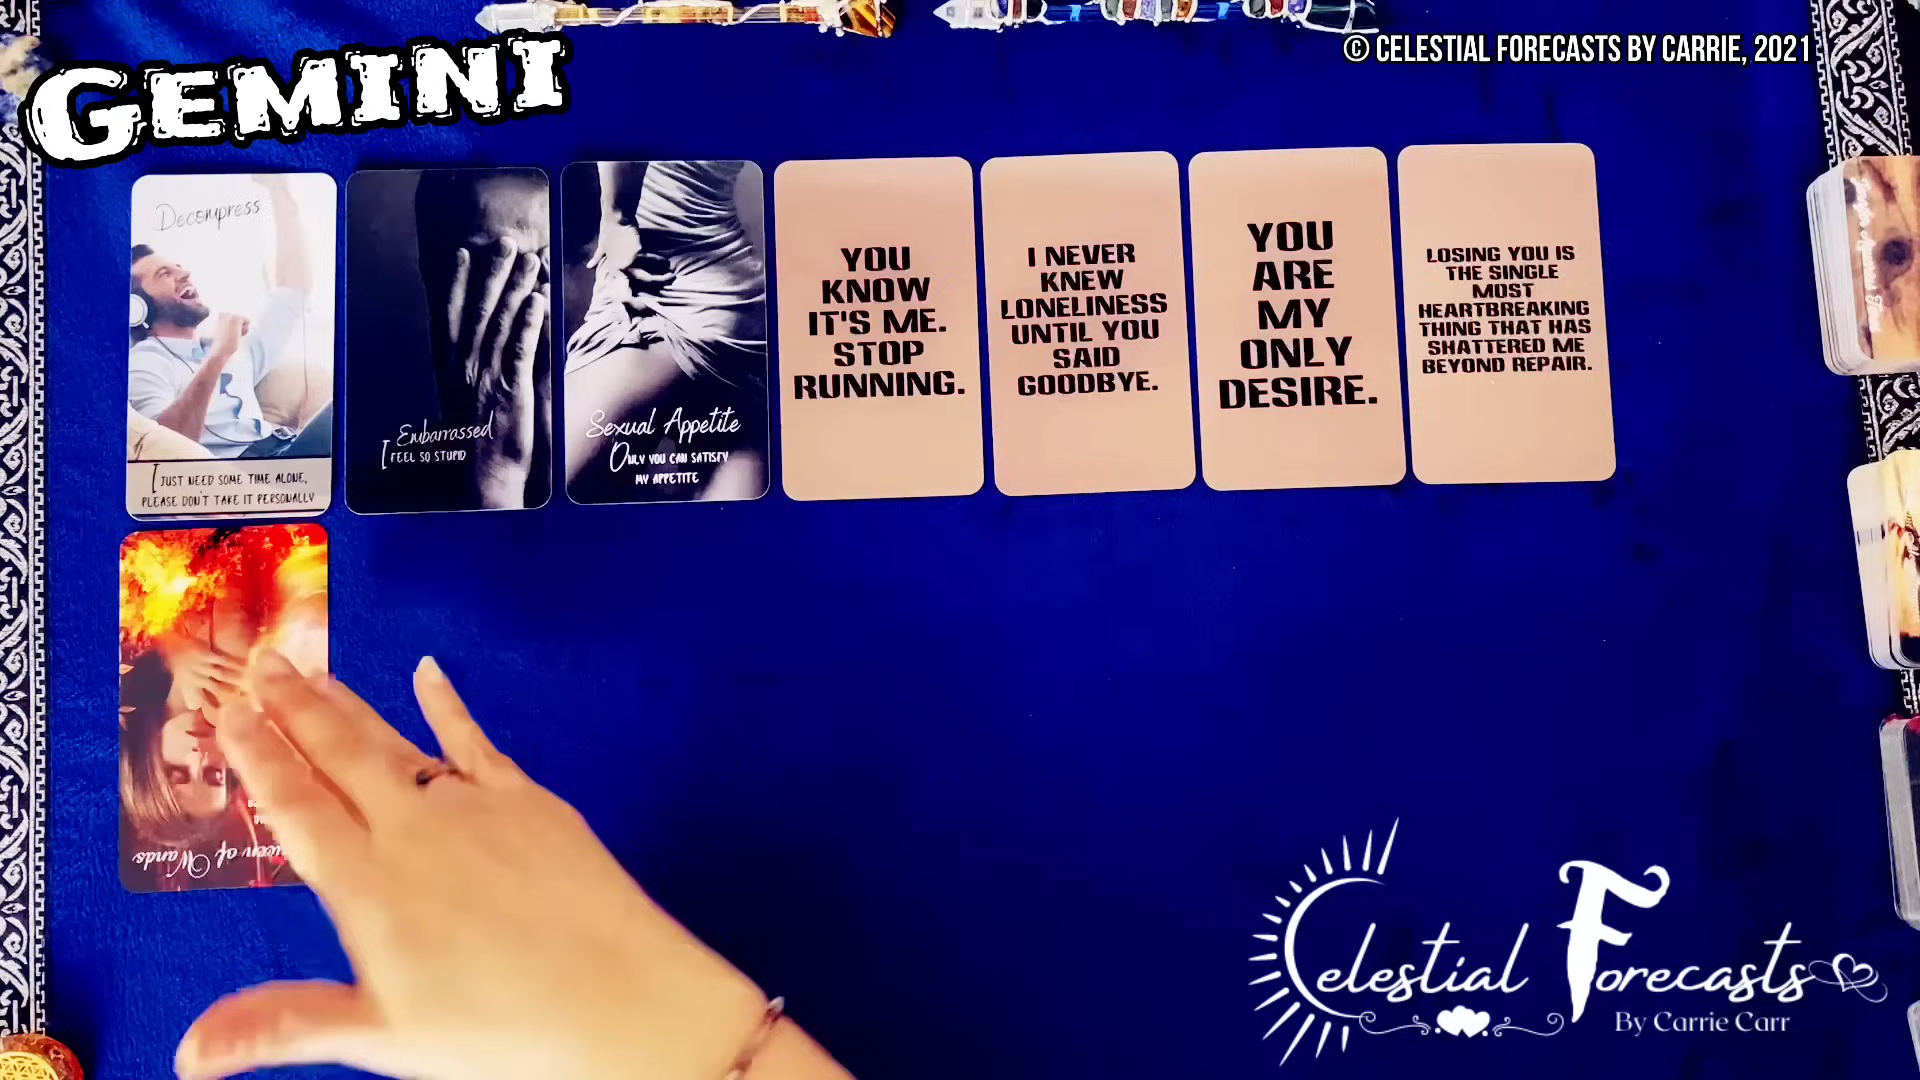 GEMINI
© CELESTIAL FORECASTS BY CARRIE, 2021
Decompress
I JUST NEED SOME TIME ALONE,
PLEASE DON'T TAKE IT PERSONALLY
Embarrassed
I FEEL SO STUPID
Sexual Appetite
ONLY YOU CAN SATISFY
MY APPETITE
YOU
KNOW
IT'S ME.
STOP
RUNNING.
I NEVER
KNEW
LONELINESS
UNTIL YOU
SAID
GOODBYE.
YOU
ARE
MY
ONLY
DESIRE.
LOSING YOU IS
THE SINGLE
MOST
HEARTBREAKING
THING THAT HAS
SHATTERED ME
BEYOND REPAIR.
of Wands
Celestial Forecasts
By Carrie Carr